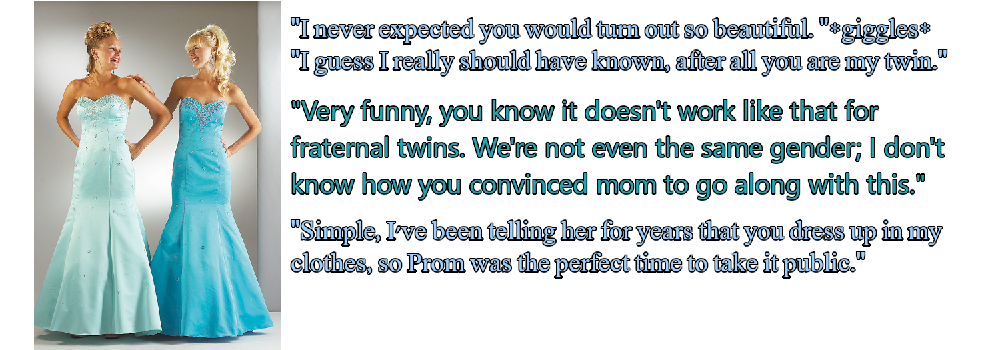 "I never expected you would turn out so beautiful. "*giggles*
"I guess I really should have known, after all you are my twin."
"Very funny, you know it doesn't work like that for
fraternal twins. We're not even the same gender; I don't
know how you convinced mom to go along with this."
"Simple, I've been telling her for years that you dress up in my
clothes, so Prom was the perfect time to take it public."